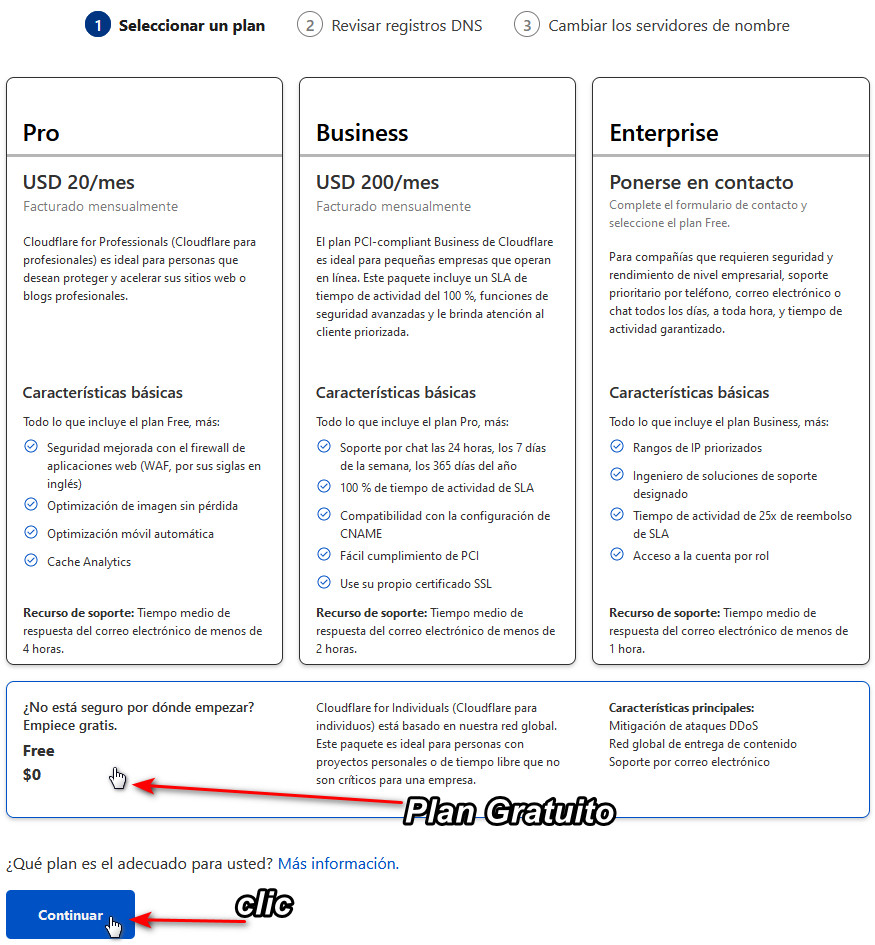 1 Seleccionar un plan
2 Revisar registros DNS
3 Cambiar los servidores de nombre
Pro
USD 20/mes
Facturado mensualmente
Cloudflare for Professionals (Cloudflare para
profesionales) es ideal para personas que
desean proteger y acelerar sus sitios web o
blogs profesionales.
Características básicas
Todo lo que incluye el plan Free, más:
Seguridad mejorada con el firewall de
aplicaciones web (WAF, por sus siglas en
inglés)
Optimización de imagen sin pérdida
Optimización móvil automática
Cache Analytics
Recurso de soporte: Tiempo medio de
respuesta del correo electrónico de menos de
4 horas.
Business
USD 200/mes
Facturado mensualmente
El plan PCI-compliant Business de Cloudflare
es ideal para pequeñas empresas que operan
en línea. Este paquete incluye un SLA de
tiempo de actividad del 100 %, funciones de
seguridad avanzadas y le brinda atención al
cliente priorizada.
Características básicas
Todo lo que incluye el plan Pro, más:
Soporte por chat las 24 horas, los 7 días
de la semana, los 365 días del año
100 % de tiempo de actividad de SLA
Compatibilidad con la configuración de
CNAME
Fácil cumplimiento de PCI
Use su propio certificado SSL
Recurso de soporte: Tiempo medio de
respuesta del correo electrónico de menos de
2 horas.
Enterprise
Ponerse en contacto
Complete el formulario de contacto y
seleccione el plan Free.
Para compañías que requieren seguridad y
rendimiento de nivel empresarial, soporte
prioritario por teléfono, correo electrónico o
chat todos los días, a toda hora, y tiempo de
actividad garantizado.
Características básicas
Todo lo que incluye el plan Business, más:
Rangos de IP priorizados
Ingeniero de soluciones de soporte
designado
Tiempo de actividad de 25x de reembolso
de SLA
Acceso a la cuenta por rol
Recurso de soporte: Tiempo medio de
respuesta del correo electrónico de menos de
1 hora.
¿No está seguro por dónde empezar?
Empiece gratis.
Free
$0
Cloudflare for Individuals (Cloudflare para
individuos) está basado en nuestra red global.
Este paquete es ideal para personas con
proyectos personales o de tiempo libre que no
son críticos para una empresa.
Características principales:
Mitigación de ataques DDoS
Red global de entrega de contenido
Soporte por correo electrónico
Plan Gratuito
¿Qué plan es el adecuado para usted? Más información.
Continuar
clic